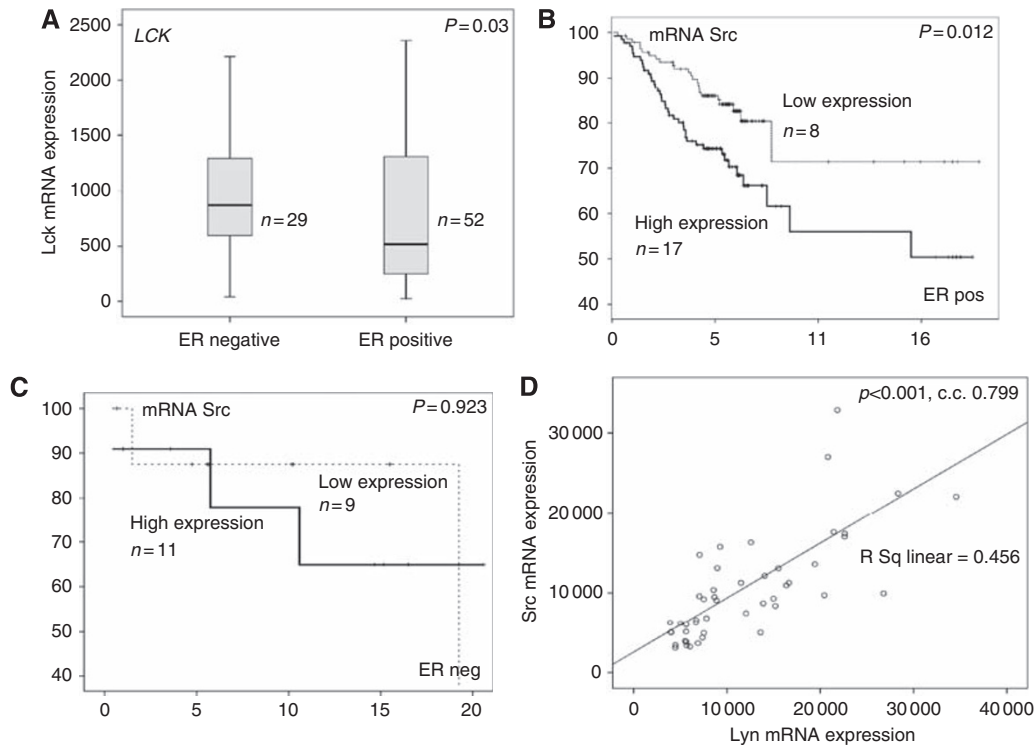 A
LCK
P=0.03
Lck mRNA expression
2500
2000
1500
1000
500
0
n=29
n=52
ER negative
ER positive
B
mRNA Src
P=0.012
100
90
80
70
60
50
40
Low expression
n=8
High expression
n=17
ER pos
0 5 11 16
C
mRNA Src
P=0.923
100
90
80
70
60
50
40
Low expression
n=9
High expression
n=11
ER neg
0 5 10 15 20
D
p<0.001, c.c. 0.799
Src mRNA expression
30 000
20 000
10 000
0
R Sq linear = 0.456
0 10 000 20 000 30 000 40 000
Lyn mRNA expression